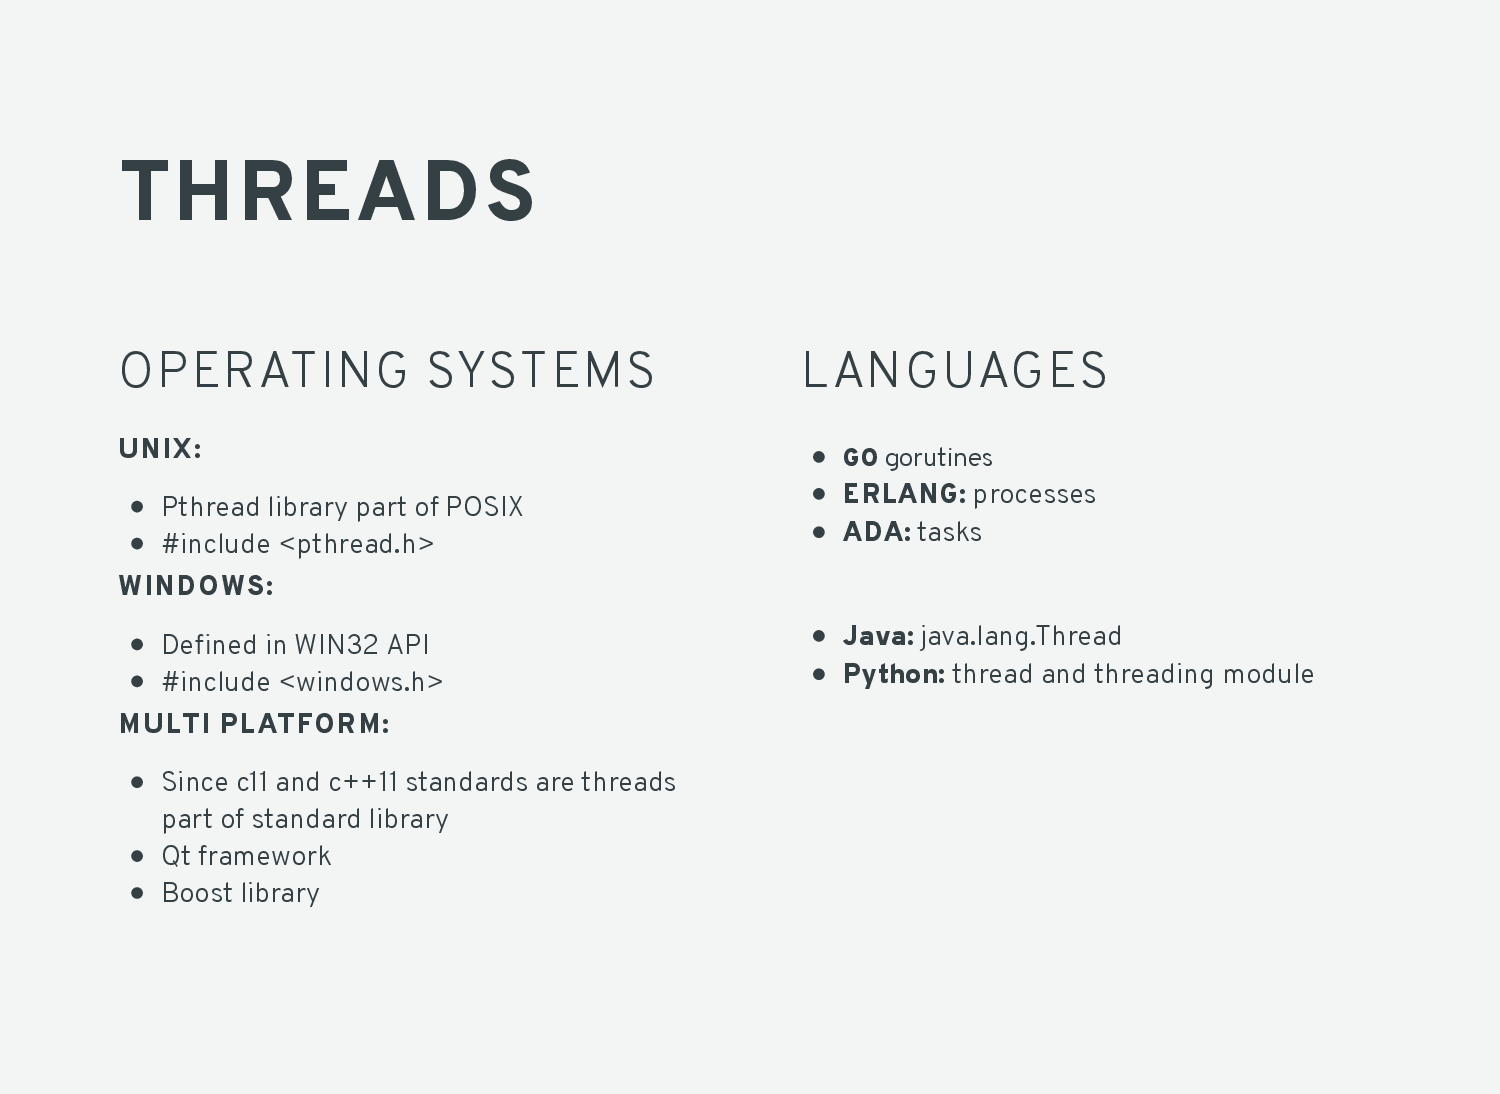 THREADS
OPERATING SYSTEMS
UNIX:
● Pthread library part of POSIX
● #include <pthread.h>
WINDOWS:
● Defined in WIN32 API
● #include <windows.h>
MULTI PLATFORM:
● Since c11 and c++11 standards are threads
part of standard library
● Qt framework
● Boost library
LANGUAGES
● GO gorutines
● ERLANG: processes
● ADA: tasks
● Java: java.lang.Thread
● Python: thread and threading module